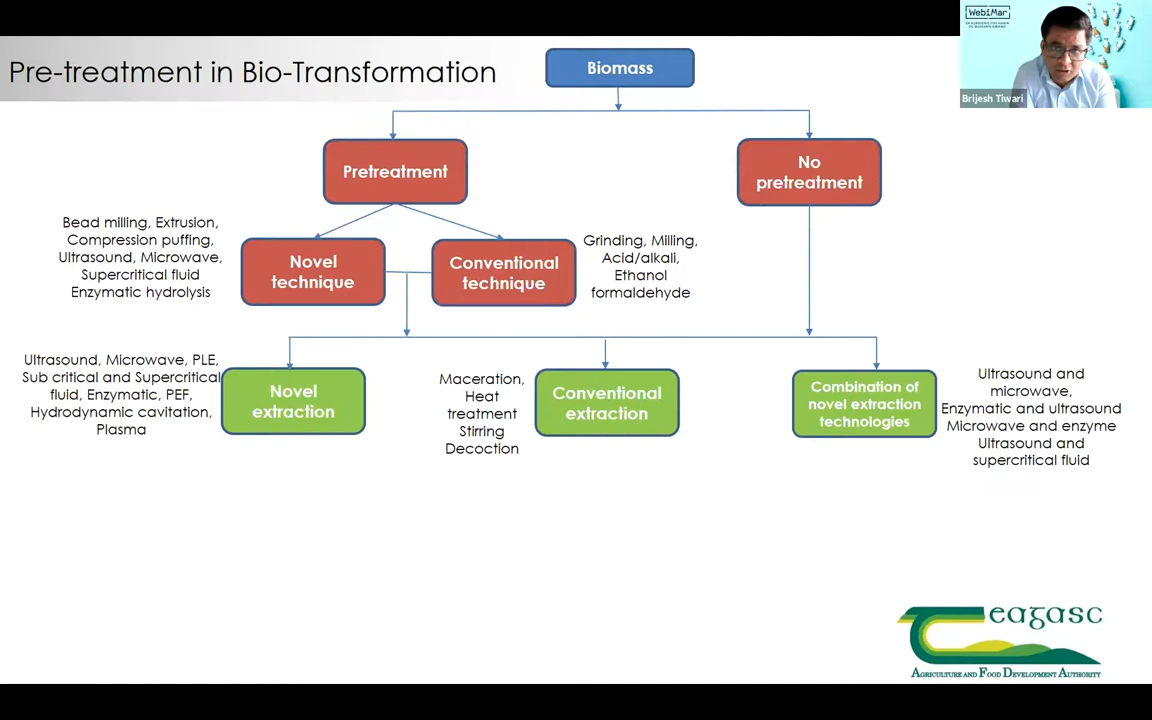 Pre-treatment in Bio-Transformation
Biomass
WebiMar
Brijesh Tiwari
Pretreatment
No
pretreatment
Bead milling, Extrusion,
Compression puffing,
Ultrasound, Microwave,
Supercritical fluid
Enzymatic hydrolysis
Novel
technique
Conventional
technique
Grinding, Milling,
Acid/alkali,
Ethanol
formaldehyde
Ultrasound, Microwave, PLE,
Sub critical and Supercritical
fluid, Enzymatic, PEF,
Hydrodynamic cavitation,
Plasma
Novel
extraction
Maceration,
Heat
treatment
Stirring
Decoction
Conventional
extraction
Combination of
novel extraction
technologies
Ultrasound and
microwave,
Enzymatic and ultrasound
Microwave and enzyme
Ultrasound and
supercritical fluid
Teagasc
Agriculture and Food Development Authority